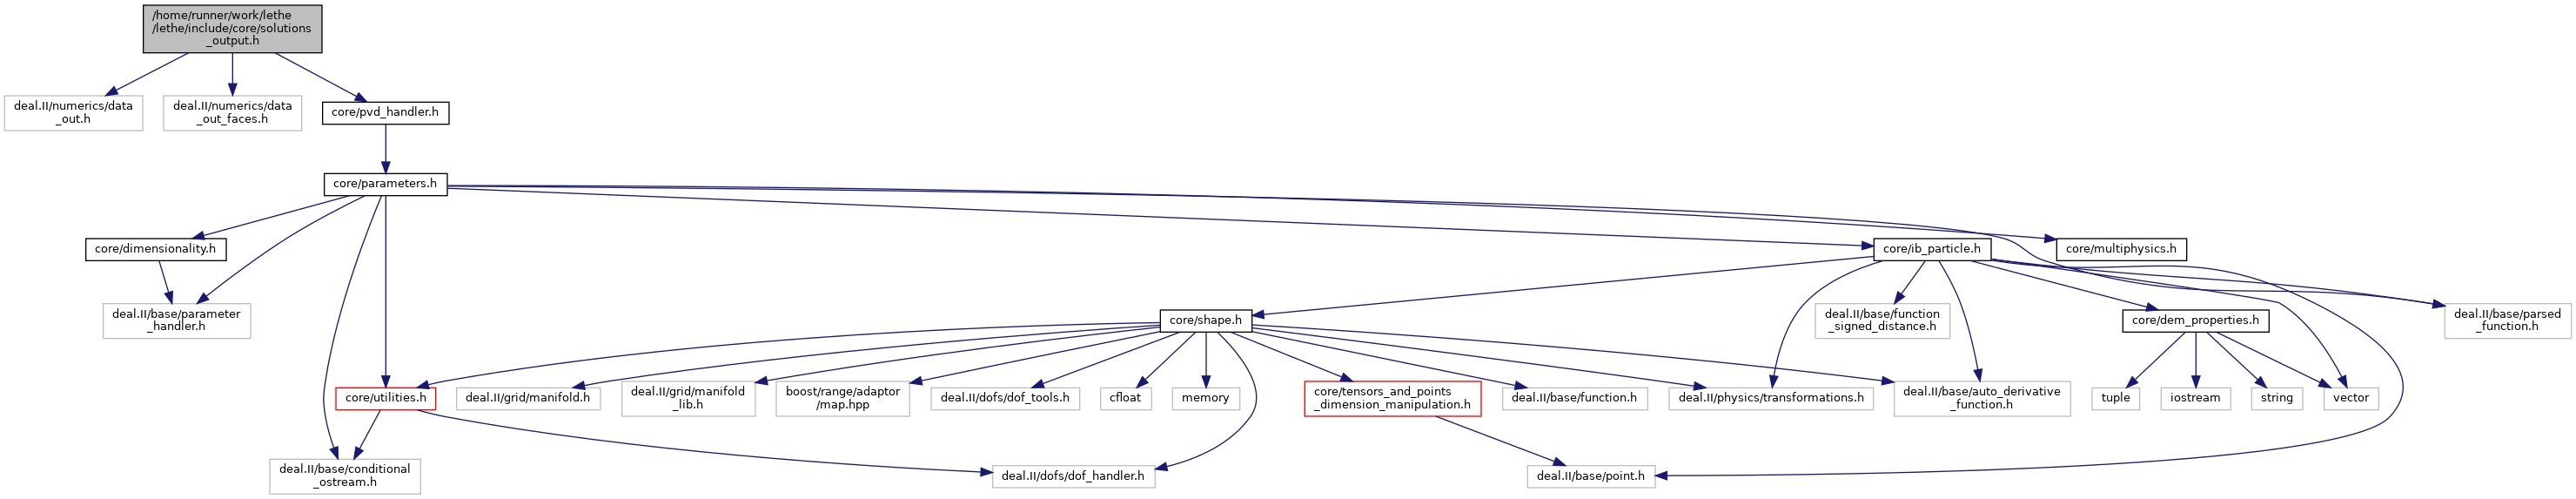 /home/runner/work/lethe
/lethe/include/core/solutions
_output.h
deal.II/numerics/data
_out.h
deal.II/numerics/data
_out_faces.h
core/pvd_handler.h
core/parameters.h
core/dimensionality.h
core/ib_particle.h
core/multiphysics.h
deal.II/base/parameter
_handler.h
core/shape.h
deal.II/base/function
_signed_distance.h
core/dem_properties.h
deal.II/base/parsed
_function.h
core/utilities.h
deal.II/grid/manifold.h
deal.II/grid/manifold
_lib.h
boost/range/adaptor
/map.hpp
deal.II/dofs/dof_tools.h
cfloat
memory
core/tensors_and_points
_dimension_manipulation.h
deal.II/base/function.h
deal.II/physics/transformations.h
deal.II/base/auto_derivative
_function.h
tuple
iostream
string
vector
deal.II/base/conditional
_ostream.h
deal.II/dofs/dof_handler.h
deal.II/base/point.h